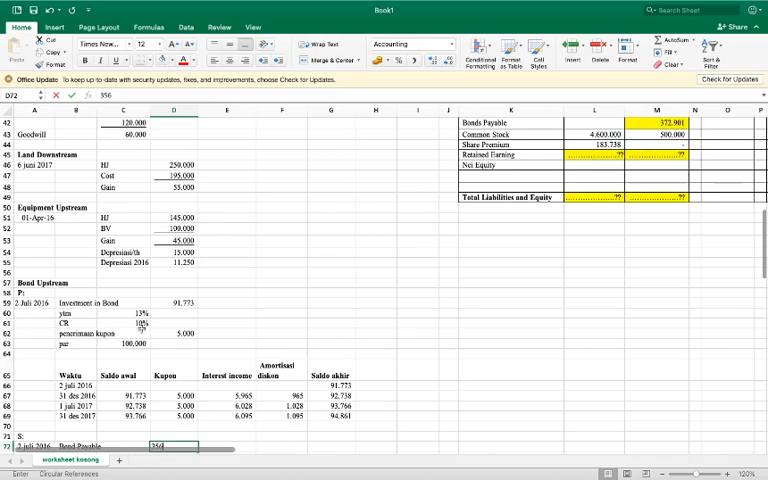 Book1
Search Sheet
Home Insert Page Layout Formulas Data Review View
Share
Paste
Cut
Copy
Format
Times New... 12
Wrap Text
Merge & Center
Accounting
Conditional Formatting
Format as Table
Cell Styles
Insert Delete Format
AutoSum
Fill
Clear
Sort & Filter
Office Update To keep up-to-date with security updates, fixes, and improvements, choose Check for Updates.
Check for Updates
D72 356
A B C D E F G H I J K L M N O P
42 120.000 Bonds Payable 372.901
43 Goodwill 60.000 Common Stock 4.600.000 500.000
44 Share Premium 183.738 -
45 Land Downstream Retained Earning ?? ??
46 6 juni 2017 HJ 250.000 Nci Equity
47 Cost 195.000
48 Gain 55.000
49 Total Liabilities and Equity ?? ??
50 Equipment Upstream
51 01-Apr-16 HJ 145.000
52 BV 100.000
53 Gain 45.000
54 Depresiasi/th 15.000
55 Depresiasi 2016 11.250
56
57 Bond Upstream
58 P:
59 2 Juli 2016 Investment in Bond 91.773
60 ytm 13%
61 CR 10%
62 penerimaan kupon 5.000
63 par 100.000
64
65 Waktu Saldo awal Kupon Interest income Amortisasi diskon Saldo akhir
66 2 juli 2016 91.773
67 31 des 2016 91.773 5.000 5.965 965 92.738
68 1 juli 2017 92.738 5.000 6.028 1.028 93.766
69 31 des 2017 93.766 5.000 6.095 1.095 94.861
70
71 S:
72 2 juli 2016 Bond Payable 356
worksheet kosong
Enter Circular References 120%